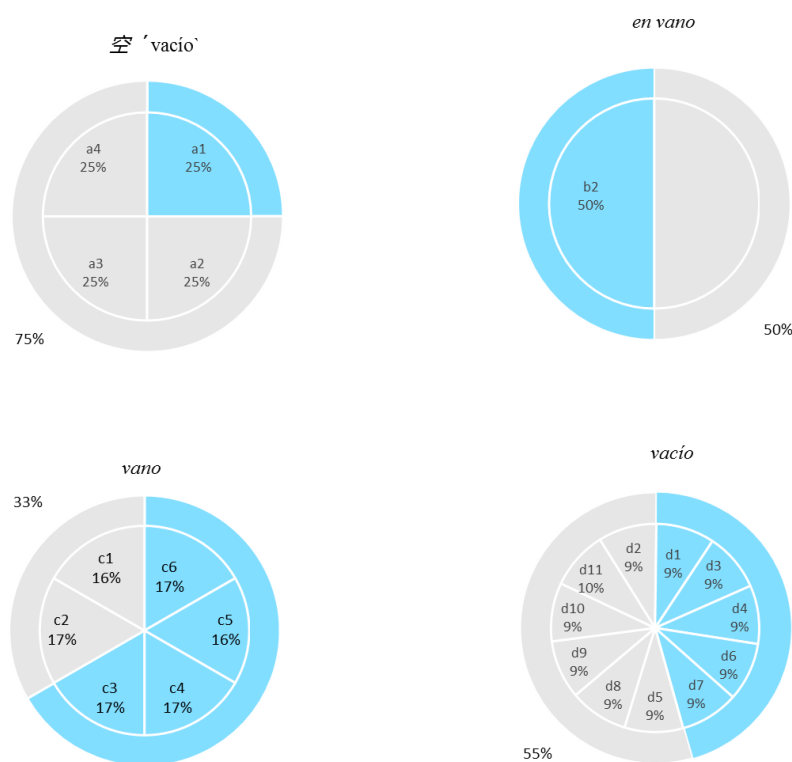 空 ´vacío`
a4
25%
a1
25%
a3
25%
a2
25%
75%
en vano
b2
50%
50%
vano
33%
c1
16%
c6
17%
c2
17%
c5
16%
c3
17%
c4
17%
vacío
d2
9%
d1
9%
d11
10%
d3
9%
d10
9%
d4
9%
d9
9%
d6
9%
d8
9%
d5
9%
d7
9%
55%